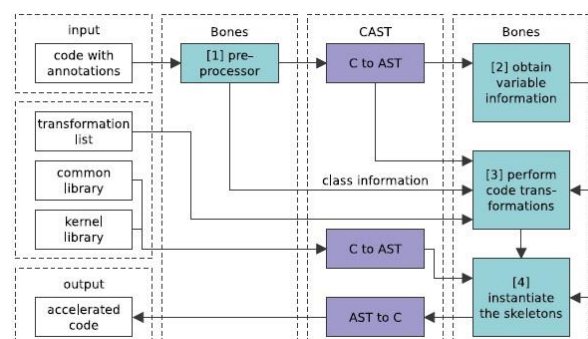 input
Bones
CAST
Bones
code with
annotations
[1] pre-
processor
C to AST
[2] obtain
variable
information
transformation
list
common
library
kernel
library
class information
[3] perform
code trans-
formations
C to AST
[4]
instantiate
the skeletons
output
accelerated
code
AST to C